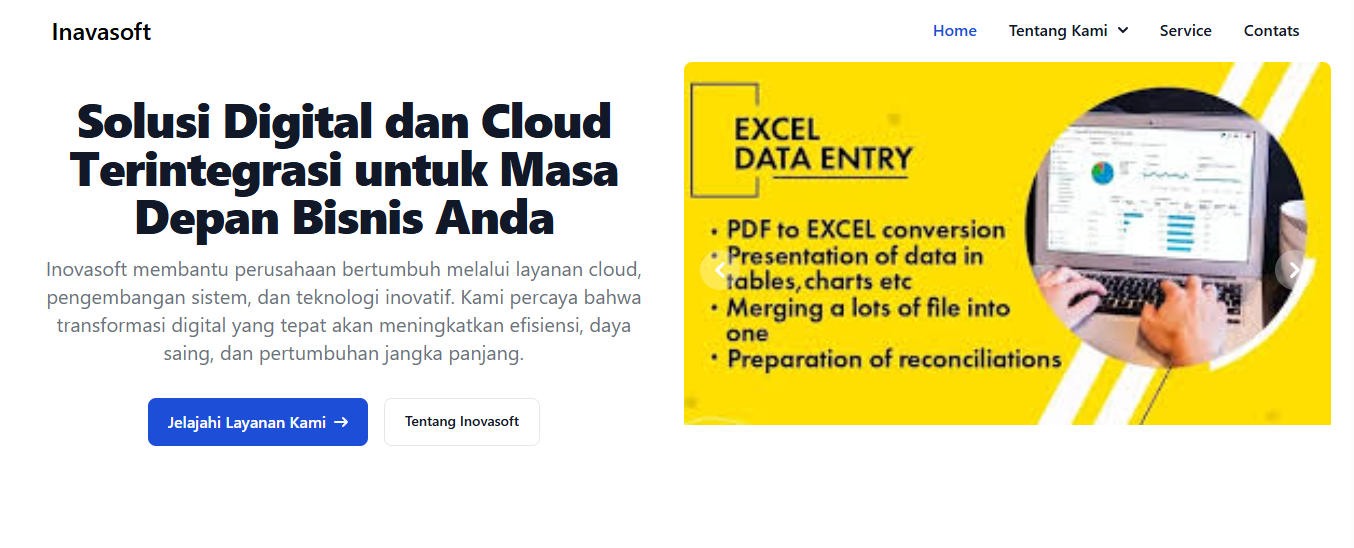 Inavasoft
Home
Tentang Kami
Service
Contats
Solusi Digital dan Cloud
Terintegrasi untuk Masa
Depan Bisnis Anda
Inovasoft membantu perusahaan bertumbuh melalui layanan cloud,
pengembangan sistem, dan teknologi inovatif. Kami percaya bahwa
transformasi digital yang tepat akan meningkatkan efisiensi, daya
saing, dan pertumbuhan jangka panjang.
Jelajahi Layanan Kami →
Tentang Inovasoft
EXCEL
DATA ENTRY
• PDF to EXCEL conversion
• Presentation of data in
tables,charts etc
• Merging a lots of file into
one
• Preparation of reconciliations